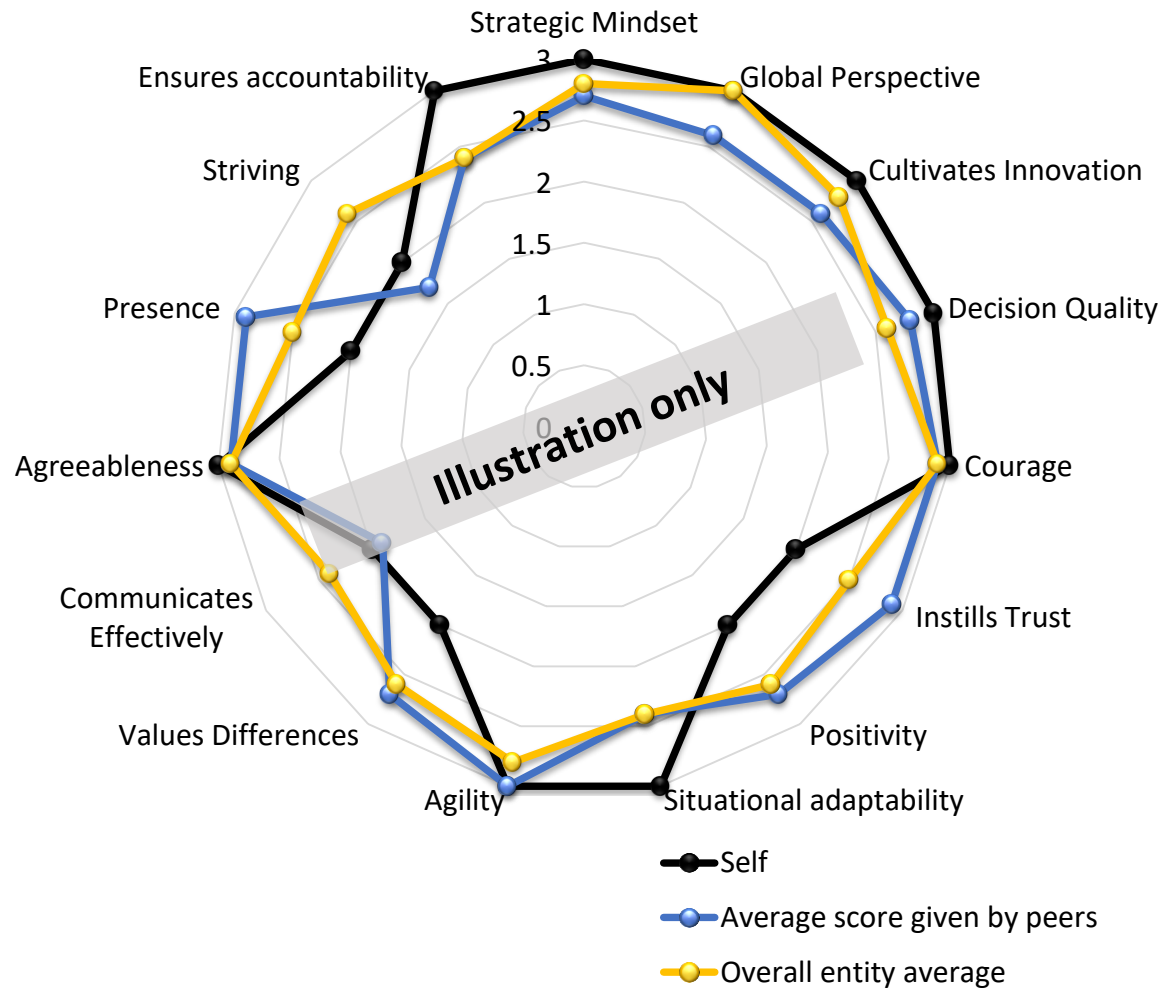 Strategic Mindset
Global Perspective
Cultivates Innovation
Decision Quality
Courage
Instills Trust
Positivity
Situational adaptability
Agility
Values Differences
Communicates
Effectively
Agreeableness
Presence
Striving
Ensures accountability
3
2.5
2
1.5
1
0.5
0
Illustration only
Self
Average score given by peers
Overall entity average